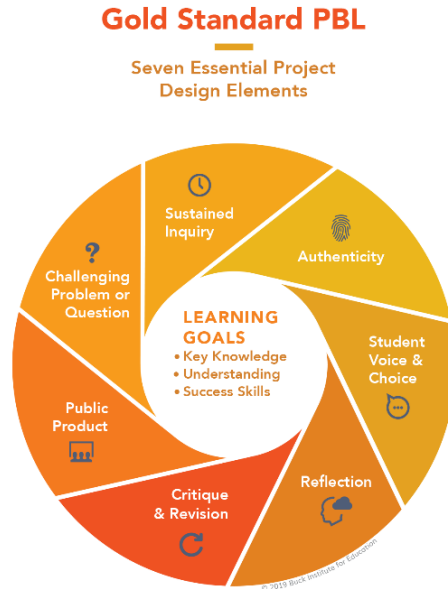 Gold Standard PBL
Seven Essential Project
Design Elements
?
Challenging
Problem or
Question
Sustained
Inquiry
Authenticity
Student
Voice &
Choice
Reflection
Critique
& Revision
Public
Product
LEARNING
GOALS
• Key Knowledge
• Understanding
• Success Skills
© 2019 Buck Institute for Education